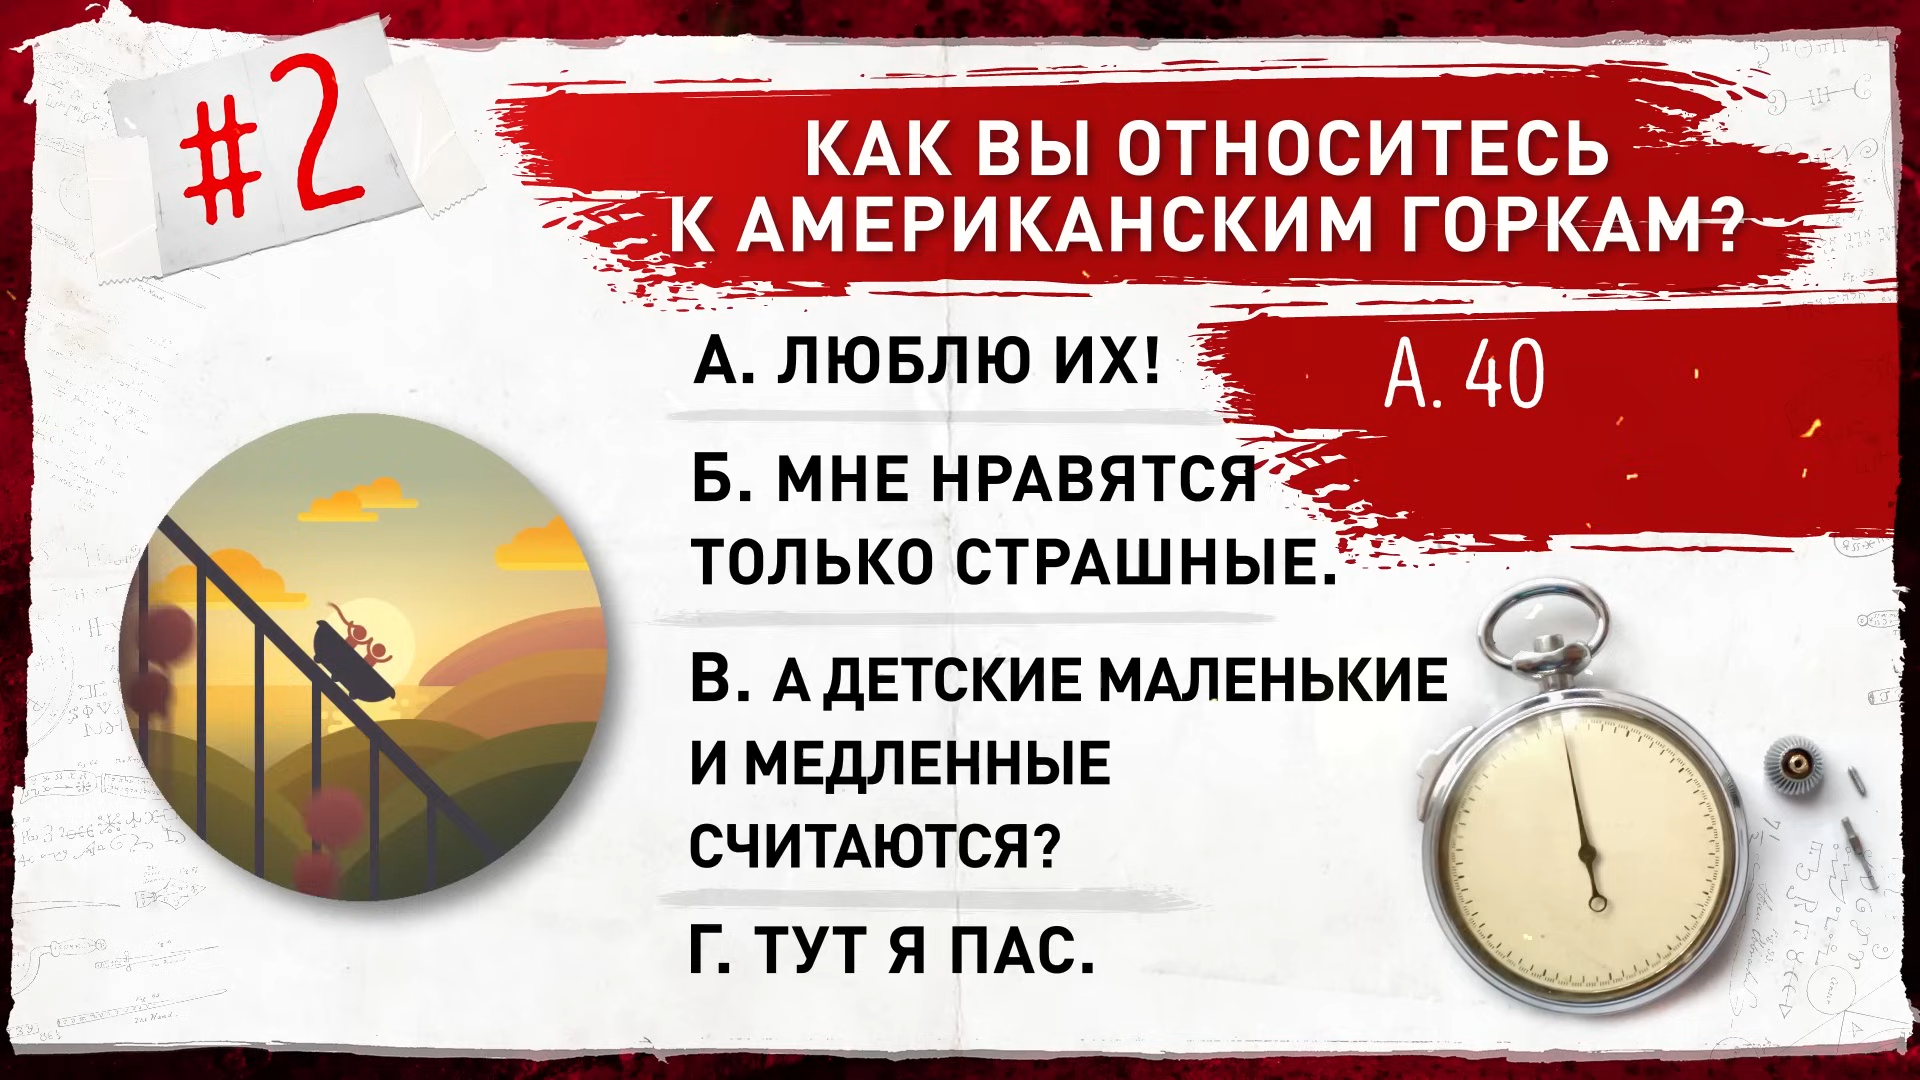 #2
КАК ВЫ ОТНОСИТЕСЬ
К АМЕРИКАНСКИМ ГОРКАМ?
А. ЛЮБЛЮ ИХ!
А. 40
Б. МНЕ НРАВЯТСЯ
ТОЛЬКО СТРАШНЫЕ.
В. А ДЕТСКИЕ МАЛЕНЬКИЕ
И МЕДЛЕННЫЕ
СЧИТАЮТСЯ?
Г. ТУТ Я ПАС.